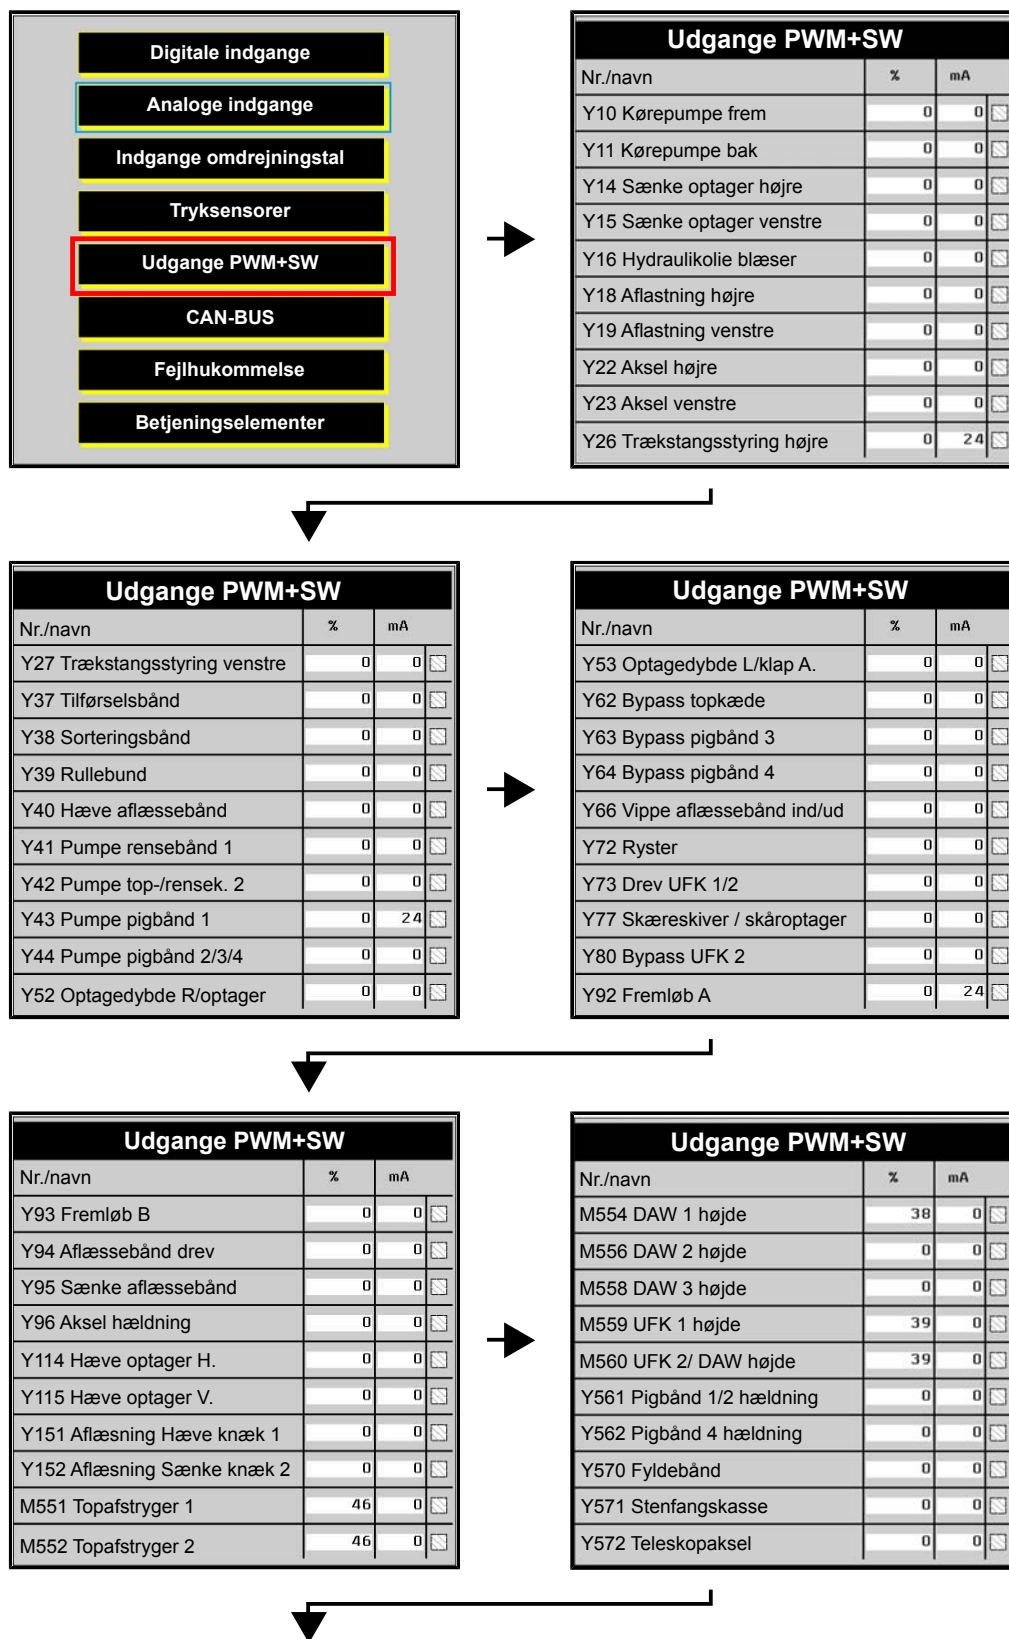 Digitale indgange
Analoge indgange
Indgange omdrejningstal
Tryksensorer
Udgange PWM+SW
CAN-BUS
Fejlhukommelse
Betjeningselementer
Udgange PWM+SW
Nr./navn % mA
Y10 Kørepumpe frem 0 0
Y11 Kørepumpe bak 0 0
Y14 Sænke optager højre 0 0
Y15 Sænke optager venstre 0 0
Y16 Hydraulikolie blæser 0 0
Y18 Aflastning højre 0 0
Y19 Aflastning venstre 0 0
Y22 Aksel højre 0 0
Y23 Aksel venstre 0 0
Y26 Trækstangsstyring højre 0 24
Udgange PWM+SW
Nr./navn % mA
Y27 Trækstangsstyring venstre 0 0
Y37 Tilførselsbånd 0 0
Y38 Sorteringsbånd 0 0
Y39 Rullebund 0 0
Y40 Hæve aflæssebånd 0 0
Y41 Pumpe rensebånd 1 0 0
Y42 Pumpe top-/rensek. 2 0 0
Y43 Pumpe pigbånd 1 0 24
Y44 Pumpe pigbånd 2/3/4 0 0
Y52 Optagedybde R/optager 0 0
Udgange PWM+SW
Nr./navn % mA
Y53 Optagedybde L/klap A. 0 0
Y62 Bypass topkæde 0 0
Y63 Bypass pigbånd 3 0 0
Y64 Bypass pigbånd 4 0 0
Y66 Vippe aflæssebånd ind/ud 0 0
Y72 Ryster 0 0
Y73 Drev UFK 1/2 0 0
Y77 Skæreskiver / skåroptager 0 0
Y80 Bypass UFK 2 0 0
Y92 Fremløb A 0 24
Udgange PWM+SW
Nr./navn % mA
Y93 Fremløb B 0 0
Y94 Aflæssebånd drev 0 0
Y95 Sænke aflæssebånd 0 0
Y96 Aksel hældning 0 0
Y114 Hæve optager H. 0 0
Y115 Hæve optager V. 0 0
Y151 Aflæsning Hæve knæk 1 0 0
Y152 Aflæsning Sænke knæk 2 0 0
M551 Topafstryger 1 46 0
M552 Topafstryger 2 46 0
Udgange PWM+SW
Nr./navn % mA
M554 DAW 1 højde 38 0
M556 DAW 2 højde 0 0
M558 DAW 3 højde 0 0
M559 UFK 1 højde 39 0
M560 UFK 2/ DAW højde 39 0
Y561 Pigbånd 1/2 hældning 0 0
Y562 Pigbånd 4 hældning 0 0
Y570 Fyldebånd 0 0
Y571 Stenfangskasse 0 0
Y572 Teleskopaksel 0 0